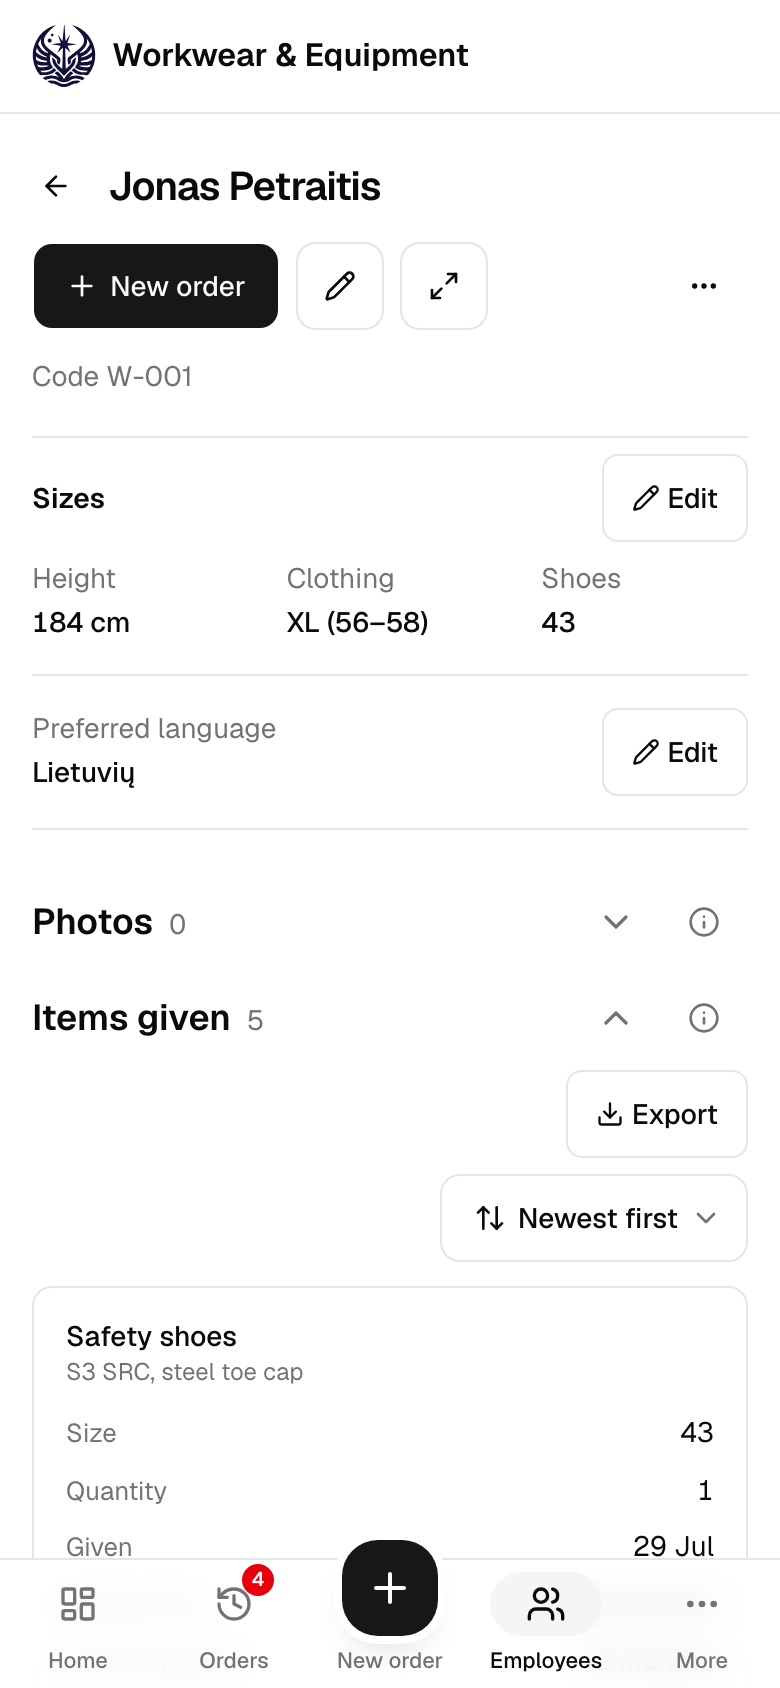 Workwear & Equipment
Jonas Petraitis
New order
Code W-001
Sizes
Edit
Height Clothing Shoes
184 cm XL (56–58) 43
Preferred language
Lietuvių
Edit
Photos 0
Items given 5
Export
Newest first
Safety shoes
S3 SRC, steel toe cap
Size 43
Quantity 1
Given 29 Jul
4
Home Orders New order Employees More